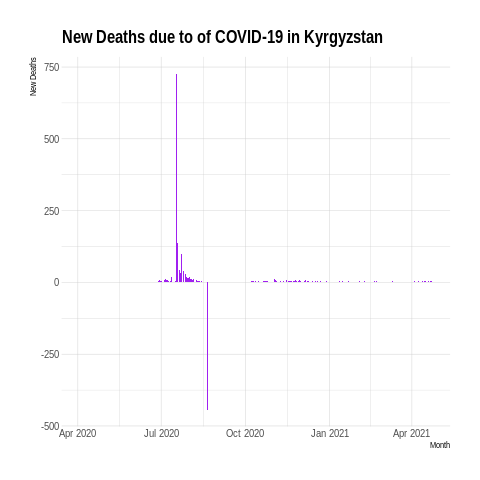 New Deaths due to of COVID-19 in Kyrgyzstan
New Deaths
750
500
250
0
-250
-500
Apr 2020 Jul 2020 Oct 2020 Jan 2021 Apr 2021
Month